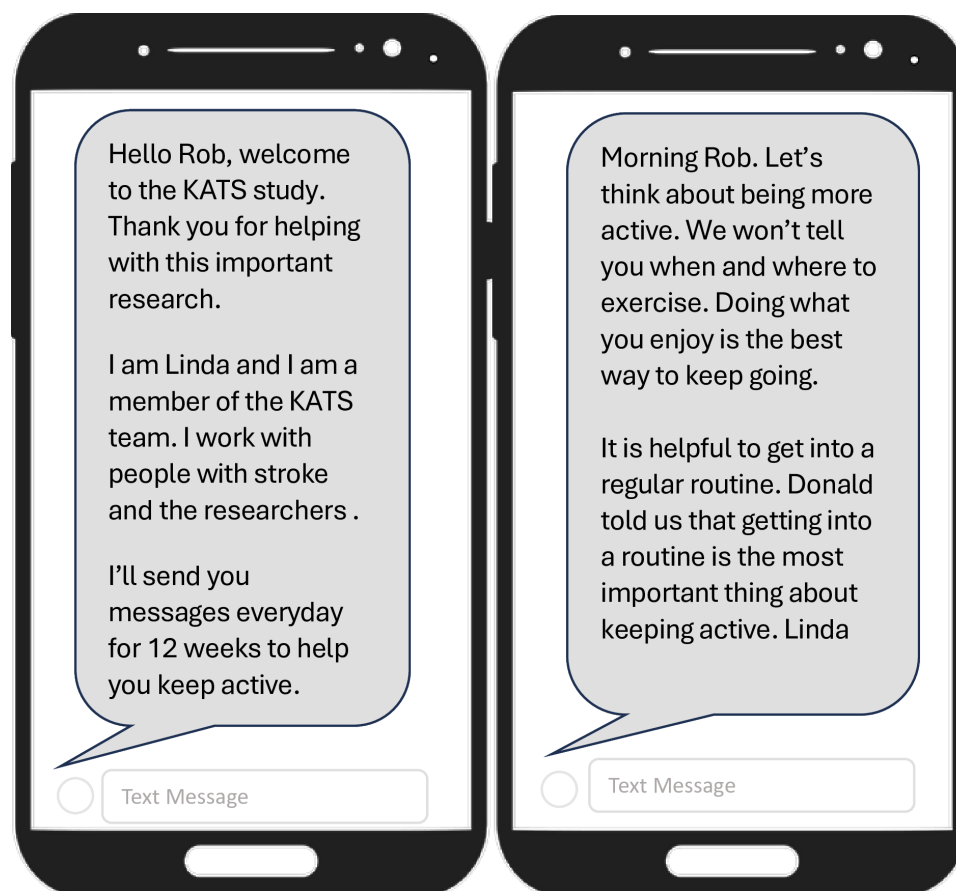 Hello Rob, welcome
to the KATS study.
Thank you for helping
with this important
research.
I am Linda and I am a
member of the KATS
team. I work with
people with stroke
and the researchers .
I’ll send you
messages everyday
for 12 weeks to help
you keep active.
Text Message
Morning Rob. Let’s
think about being more
active. We won’t tell
you when and where to
exercise. Doing what
you enjoy is the best
way to keep going.
It is helpful to get into a
regular routine. Donald
told us that getting into
a routine is the most
important thing about
keeping active. Linda
Text Message